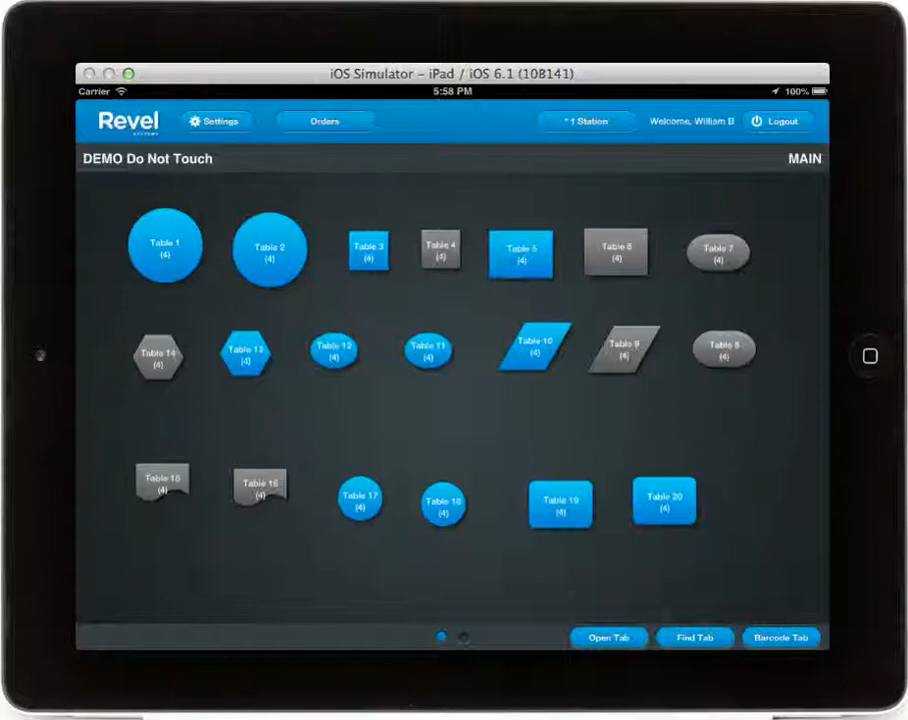 iOS Simulator – iPad / iOS 6.1 (10B141)
Carrier 5:58 PM 100%
Revel Settings Orders * 1 Station Welcome, William B Logout
SYSTEMS
DEMO Do Not Touch MAIN
Table 1 (4)
Table 2 (4)
Table 3 (4)
Table 4 (4)
Table 5 (4)
Table 6 (4)
Table 7 (4)
Table 14 (4)
Table 13 (4)
Table 12 (4)
Table 11 (4)
Table 10 (4)
Table 9 (4)
Table 8 (4)
Table 15 (4)
Table 16 (4)
Table 17 (4)
Table 18 (4)
Table 19 (4)
Table 20 (4)
Open Tab Find Tab Barcode Tab